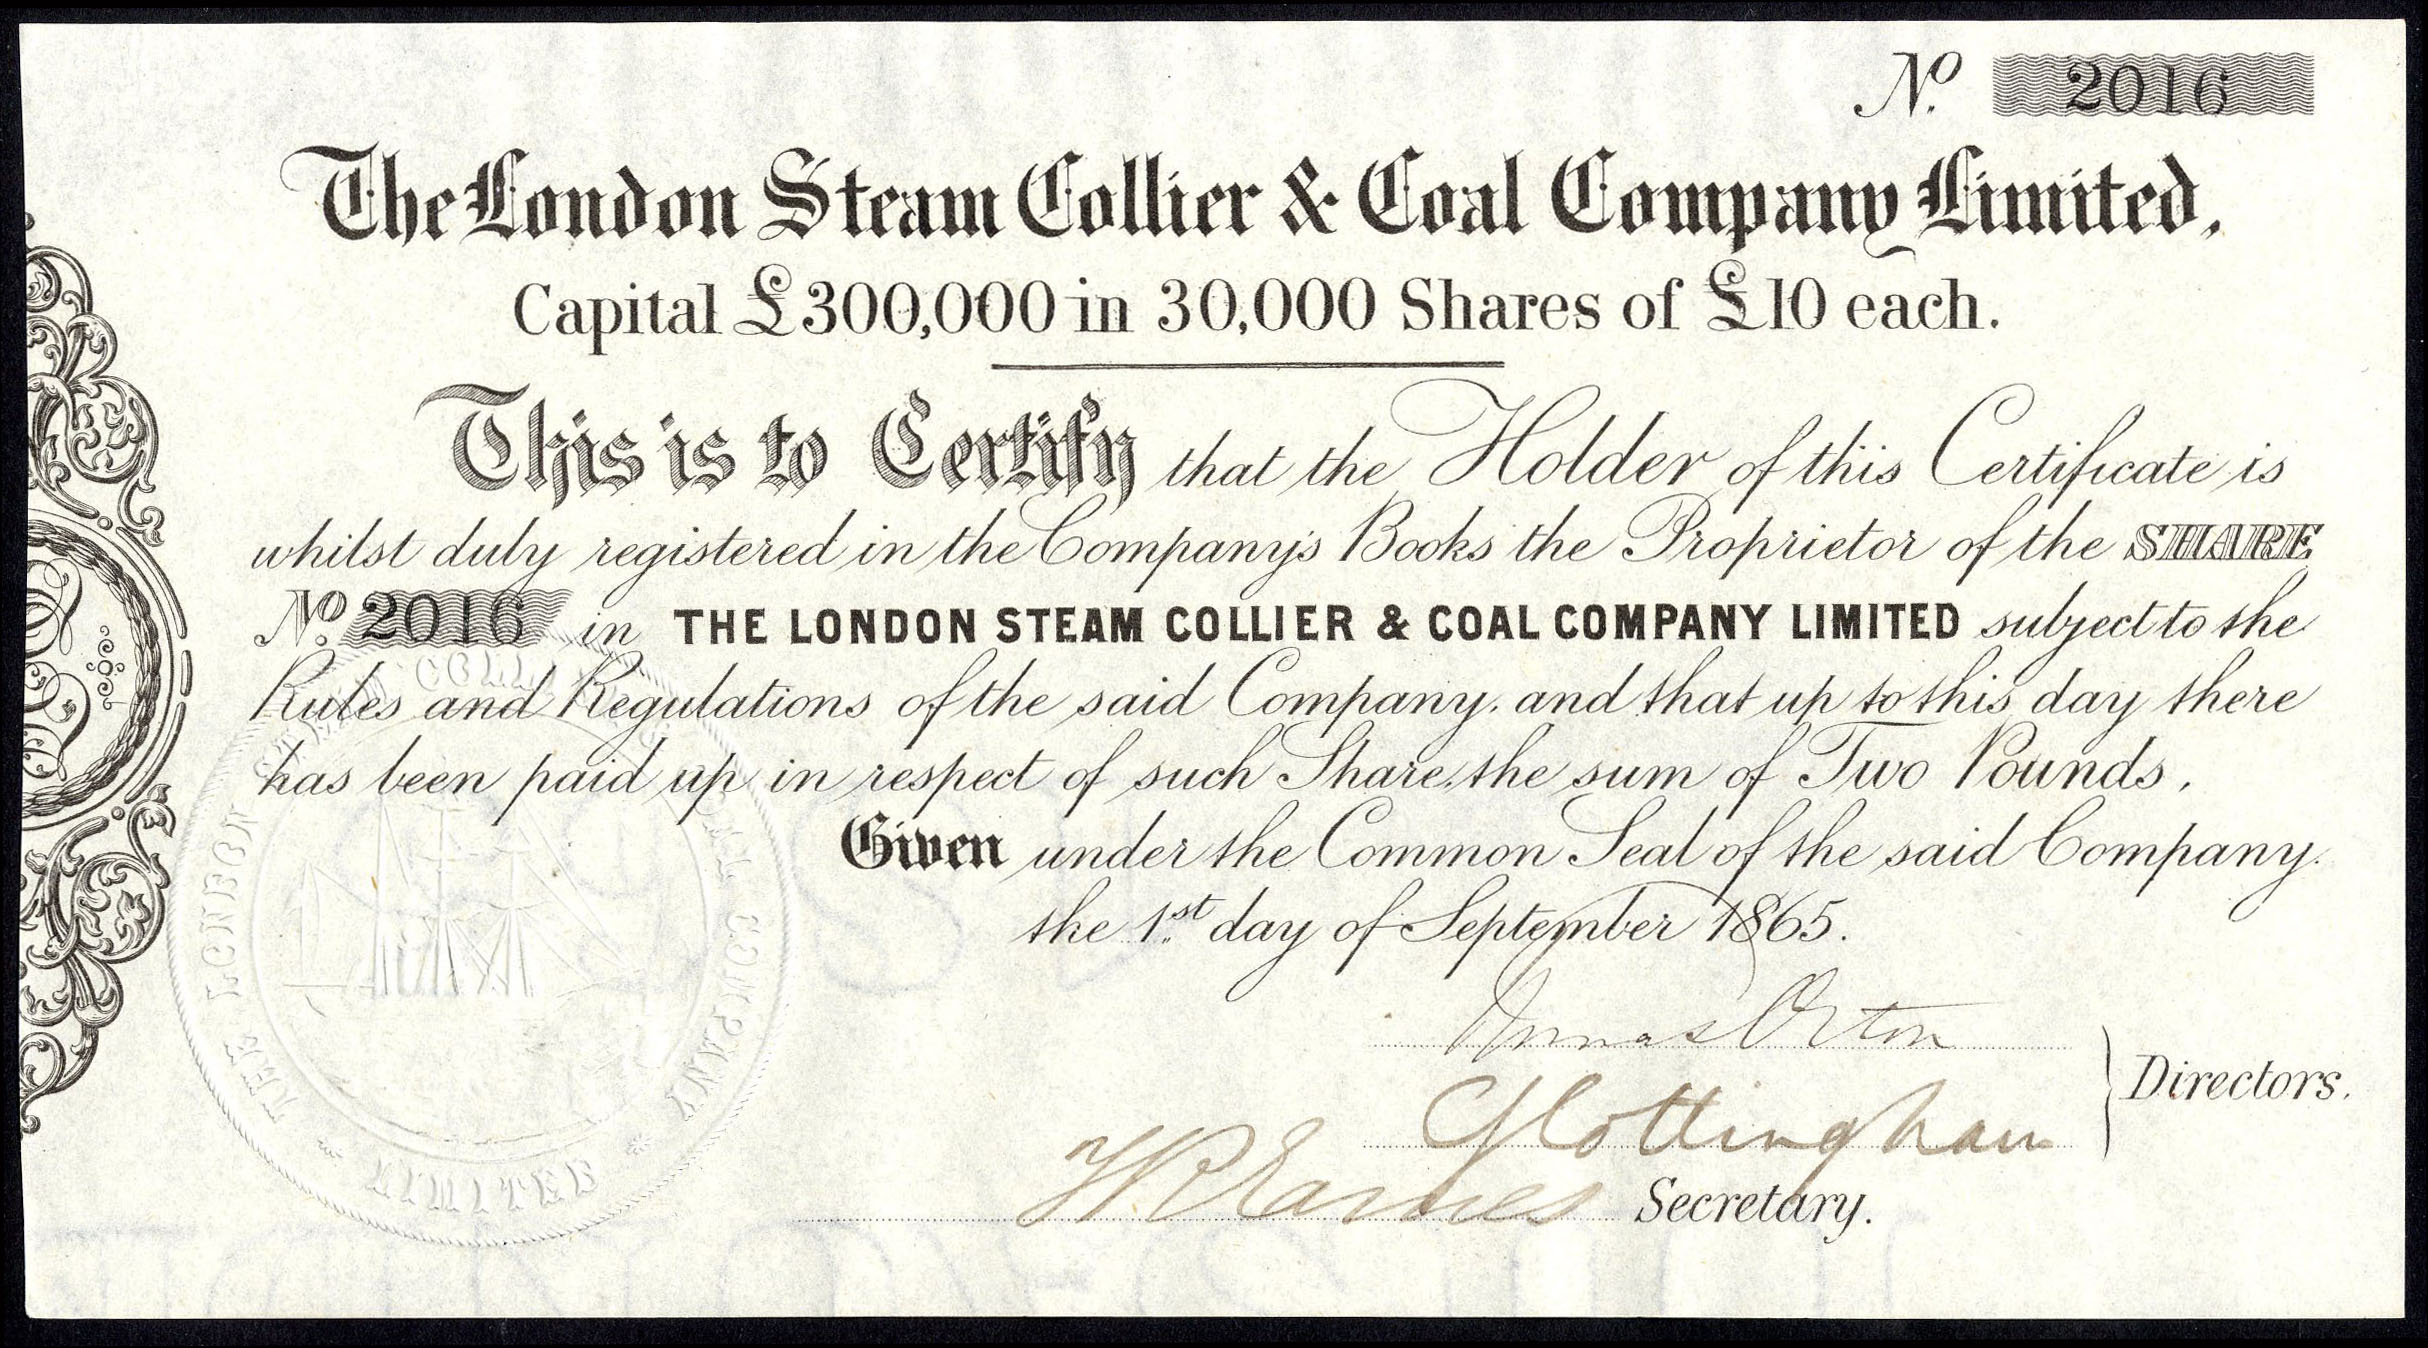 No. 2016
The London Steam Collier & Coal Company Limited,
Capital £300,000 in 30,000 Shares of £10 each.
This is to Certify that the Holder of this Certificate is
whilst duly registered in the Company's Books the Proprietor of the SHARE
No. 2016 in THE LONDON STEAM COLLIER & COAL COMPANY LIMITED subject to the
Rules and Regulations of the said Company, and that up to this day there
has been paid up in respect of such Share, the sum of Two Pounds,
Given under the Common Seal of the said Company.
the 1st day of September 1865.
Thomas Orton
Directors.
Secretary.
THE LONDON STEAM COLLIER & COAL COMPANY
LIMITED